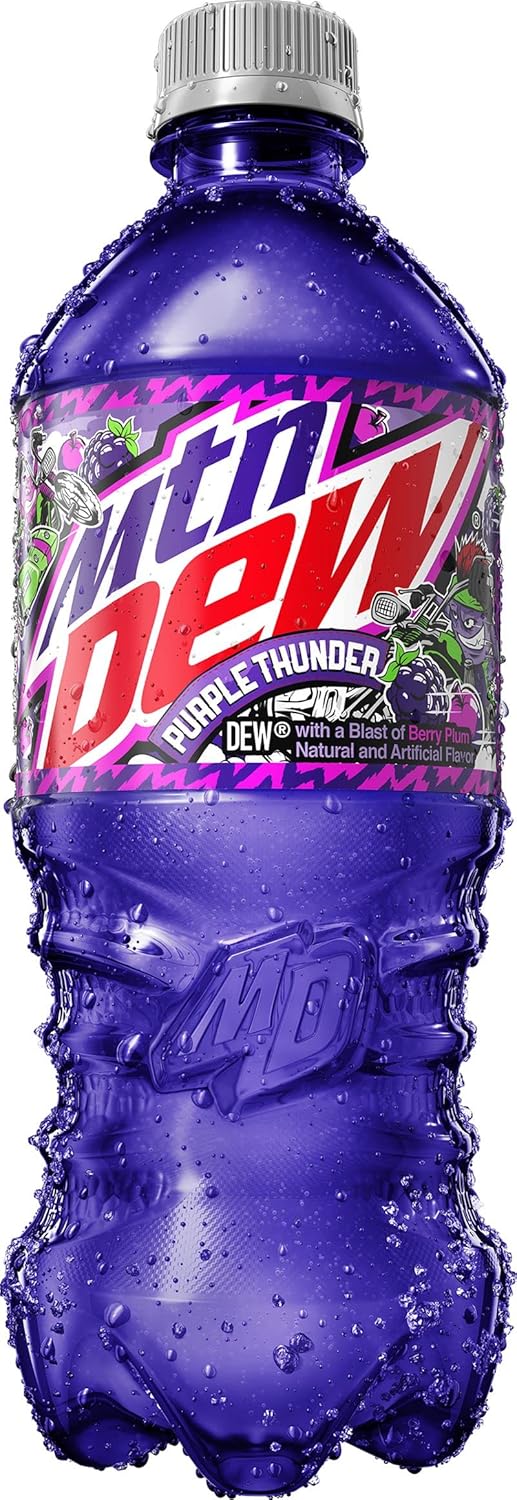 Mtn
DEW
®
PURPLE THUNDER
DEW® with a Blast of Berry Plum
Natural and Artificial Flavor
MD